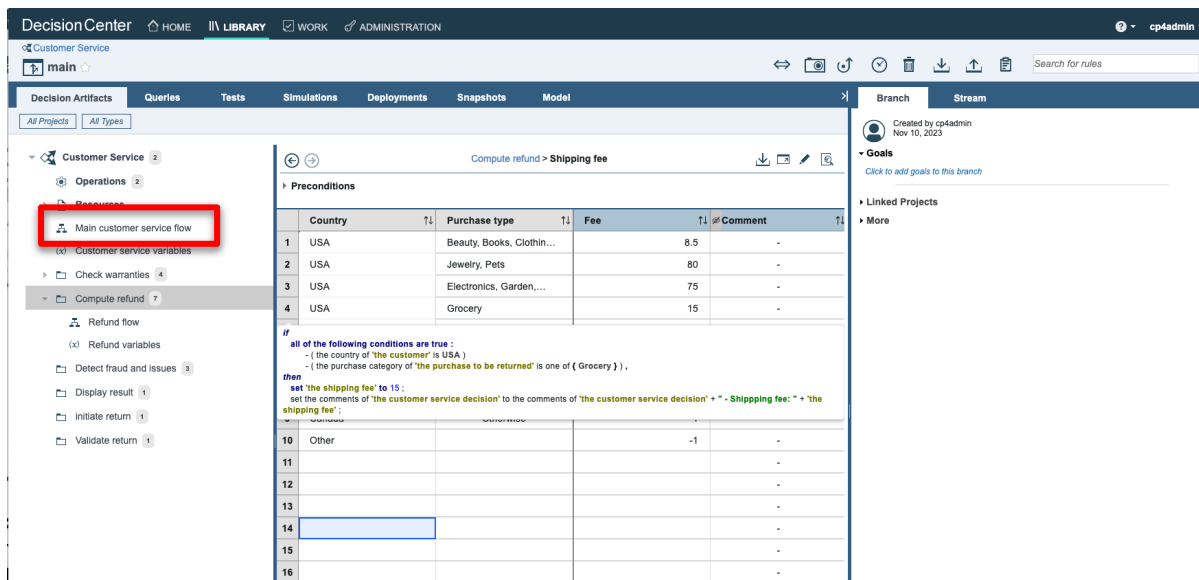 Decision Center HOME LIBRARY WORK ADMINISTRATION cp4admin
Customer Service
main
Search for rules
Decision Artifacts Queries Tests Simulations Deployments Snapshots Model
Branch Stream
All Projects All Types
Created by cp4admin
Nov 10, 2023
Goals
Click to add goals to this branch
Linked Projects
More
Customer Service 2
Operations 2
Resources
Main customer service flow
(x) Customer service variables
Check warranties 4
Compute refund 7
Refund flow
(x) Refund variables
Detect fraud and issues 3
Display result 1
initiate return 1
Validate return 1
Compute refund > Shipping fee
Preconditions
Country Purchase type Fee Comment
1 USA Beauty, Books, Clothin... 8.5 -
2 USA Jewelry, Pets 80 -
3 USA Electronics, Garden,... 75 -
4 USA Grocery 15 -
if
all of the following conditions are true :
- ( the country of 'the customer' is USA )
- ( the purchase category of 'the purchase to be returned' is one of { Grocery } ) ,
then
set 'the shipping fee' to 15 ;
set the comments of 'the customer service decision' to the comments of 'the customer service decision' + " - Shippping fee: " + 'the
shipping fee' ;
9 Canada Otherwise
10 Other -1 -
11 -
12 -
13 -
14 -
15 -
16 -